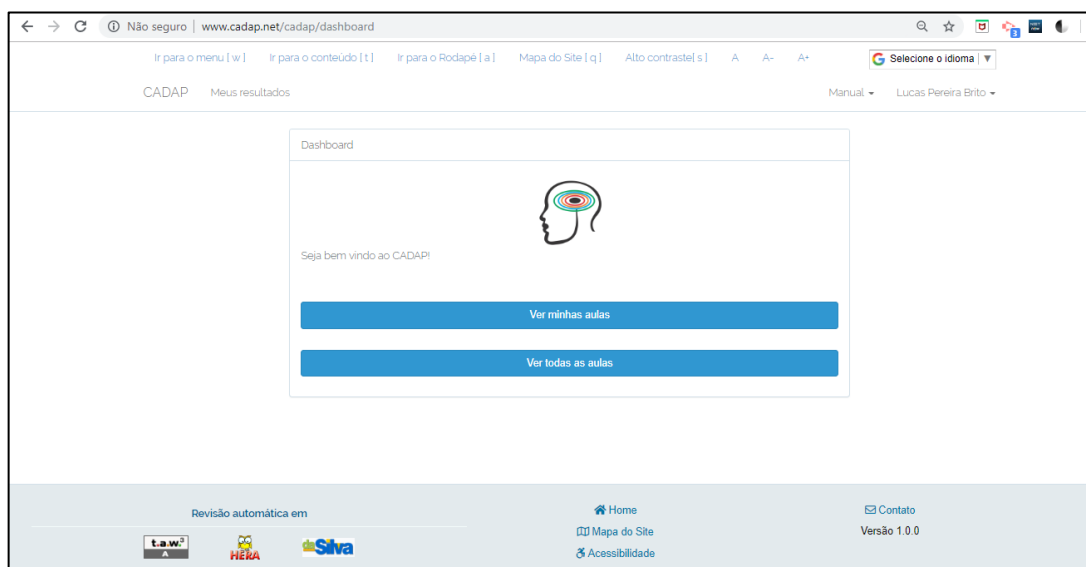 Não seguro | www.cadap.net/cadap/dashboard
Ir para o menu [ w ] Ir para o conteúdo [ t ] Ir para o Rodapé [ a ] Mapa do Site [ q ] Alto contraste[ s ] A A- A+ Selecione o idioma
CADAP Meus resultados Manual Lucas Pereira Brito
Dashboard
Seja bem vindo ao CADAP!
Ver minhas aulas
Ver todas as aulas
Revisão automática em
t.a.w.3
A
HERA
daSilva
Home
Mapa do Site
Acessibilidade
Contato
Versão 1.0.0